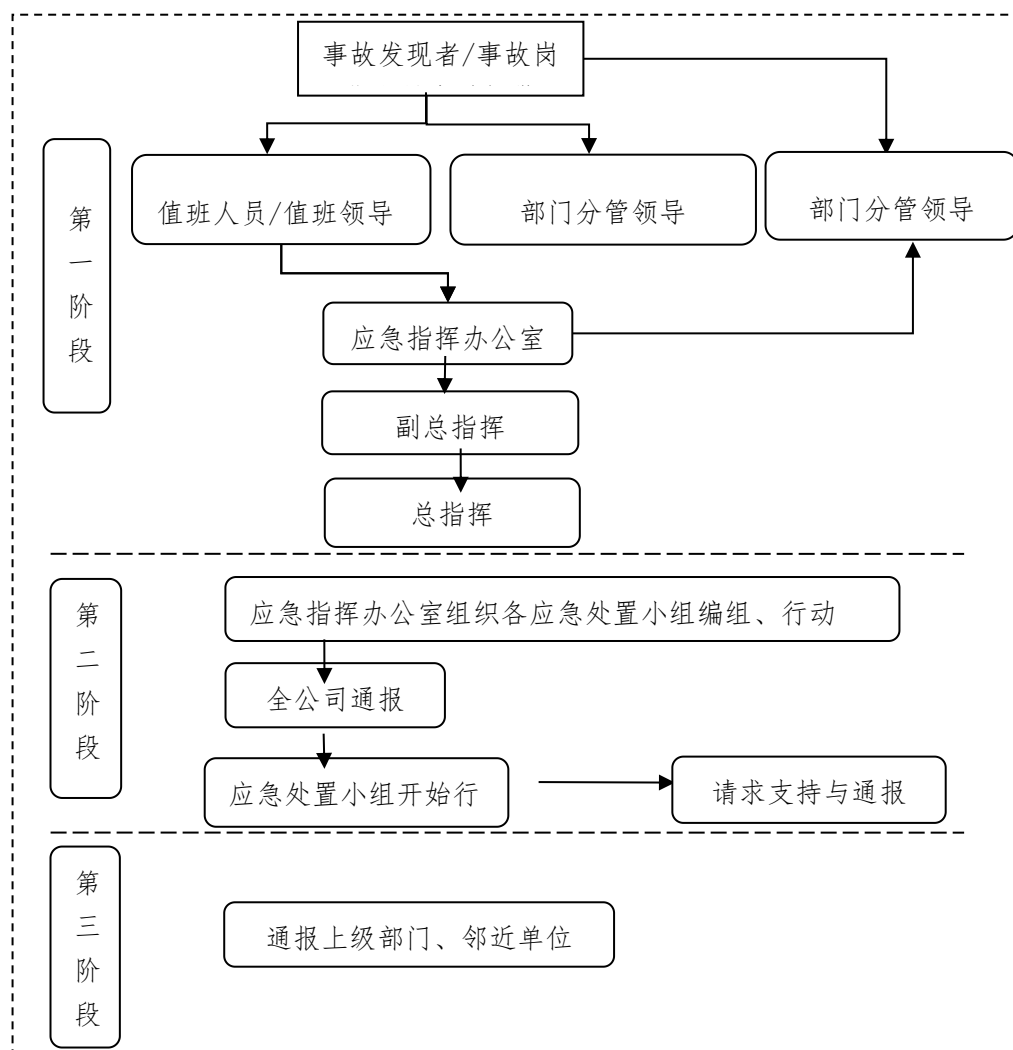 事故发现者/事故岗
值班人员/值班领导
部门分管领导
部门分管领导
第一阶段
应急指挥办公室
副总指挥
总指挥
第二阶段
应急指挥办公室组织各应急处置小组编组、行动
全公司通报
应急处置小组开始行
请求支持与通报
第三阶段
通报上级部门、邻近单位